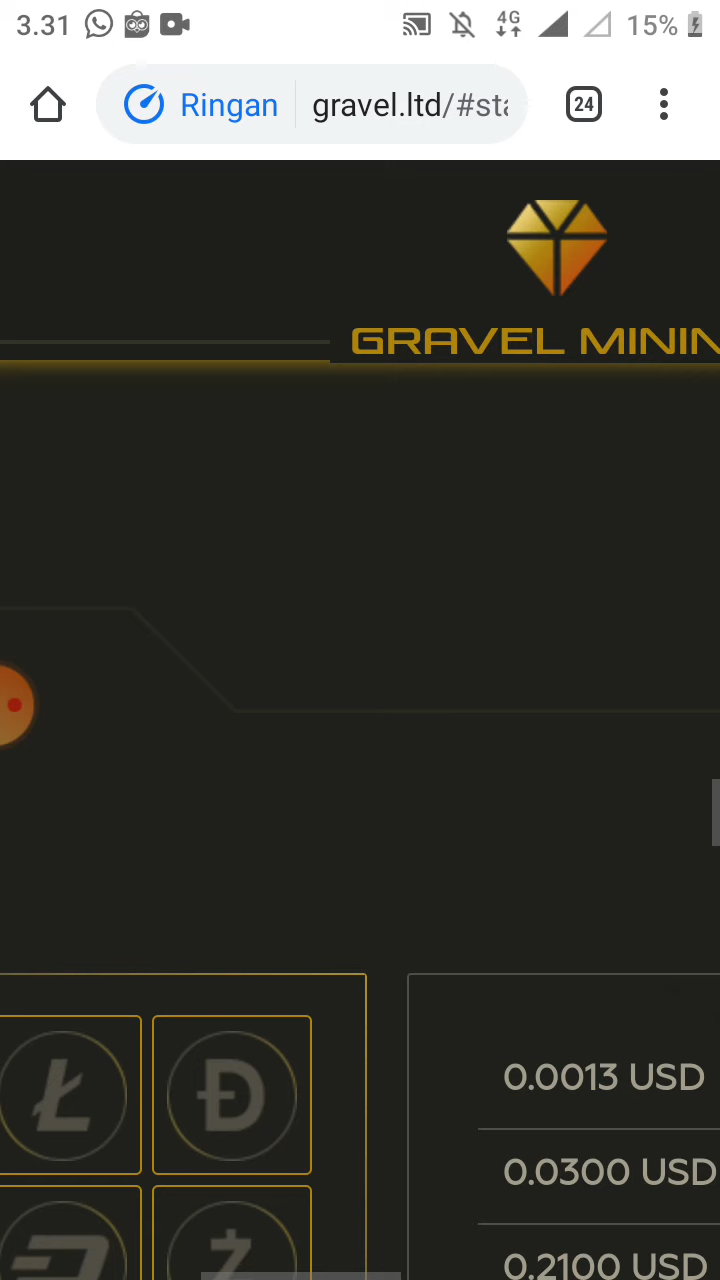 3.31
4G
15%
Ringan
gravel.ltd/#sta
24
GRAVEL MININ
0.0013 USD
0.0300 USD
0.2100 USD